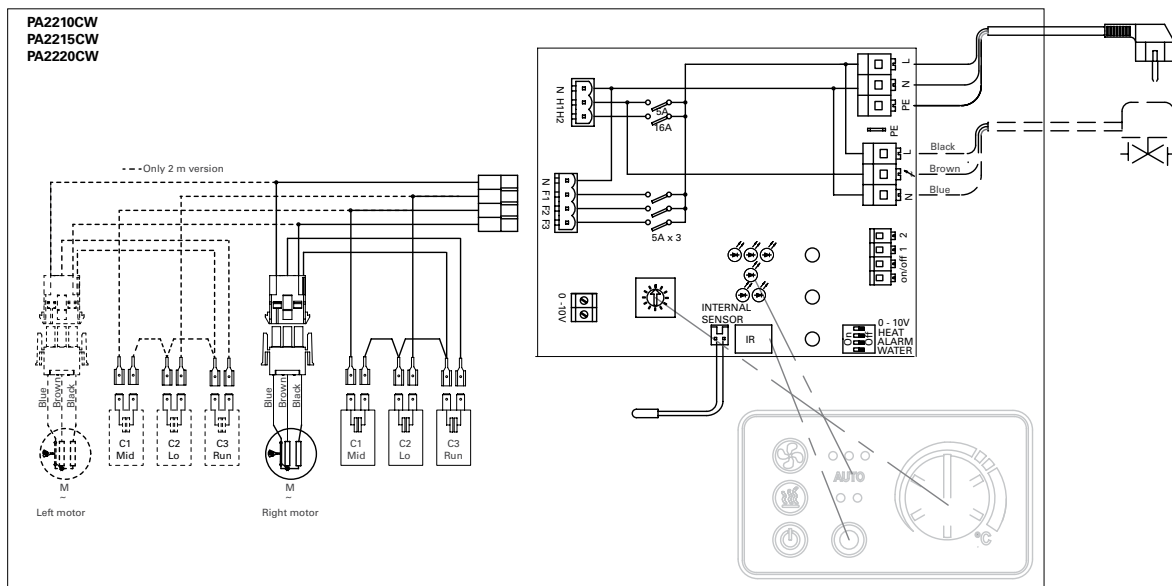 PA2210CW
PA2215CW
PA2220CW
Only 2 m version
N H1 H2
5A
16A
N F1 F2 F3
5A x 3
L
N
PE
PE
L
N
Black
Brown
Blue
2
1
on/off
0 -10V
INTERNAL
SENSOR
IR
On
Off
0 - 10V
HEAT
ALARM
WATER
Blue
Brown
Black
C1
Mid
C2
Lo
C3
Run
M
~
Left motor
Blue
Brown
Black
C1
Mid
C2
Lo
C3
Run
M
~
Right motor
AUTO
°C